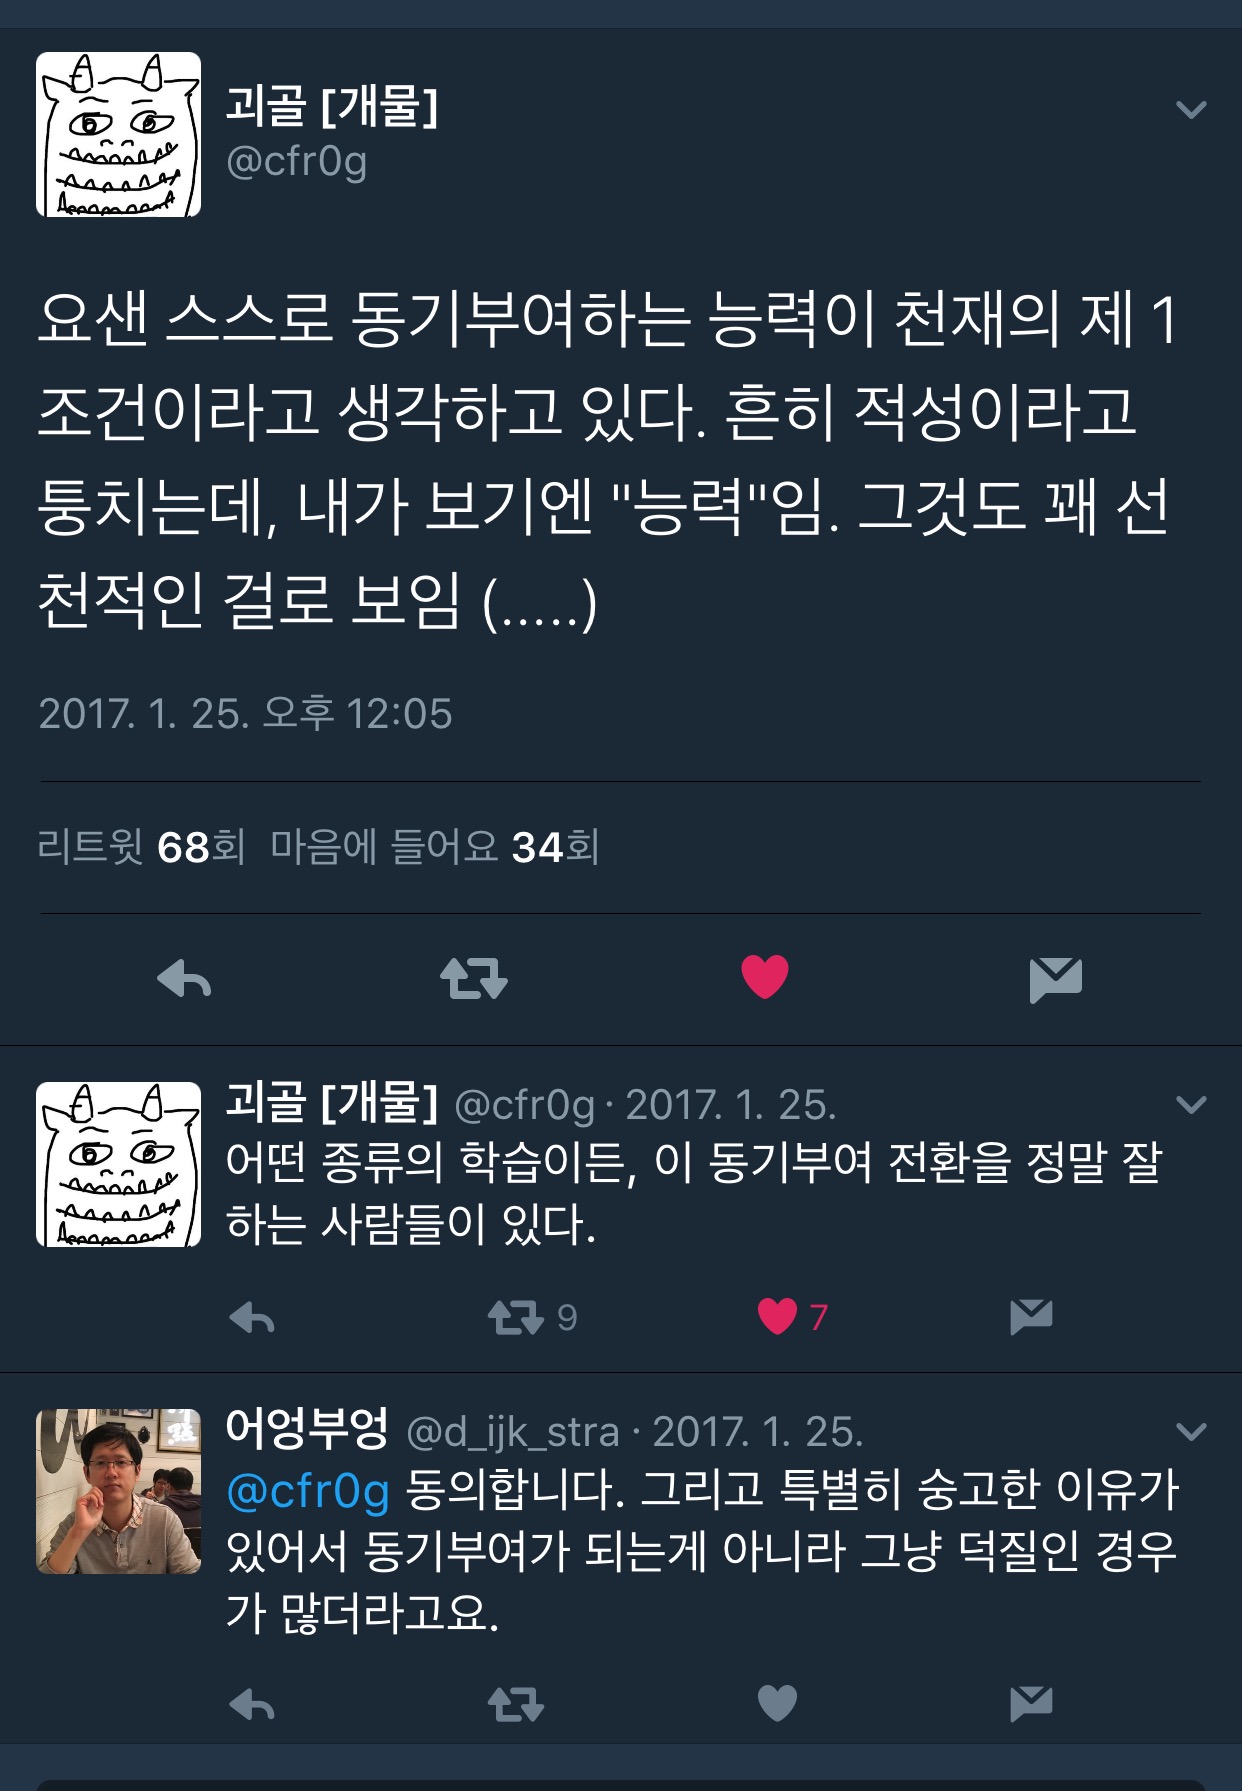 괴골 [개물]
@cfr0g
요샌 스스로 동기부여하는 능력이 천재의 제 1
조건이라고 생각하고 있다. 흔히 적성이라고
퉁치는데, 내가 보기엔 "능력"임. 그것도 꽤 선
천적인 걸로 보임 (.....)
2017. 1. 25. 오후 12:05
리트윗 68회 마음에 들어요 34회
괴골 [개물] @cfr0g · 2017. 1. 25.
어떤 종류의 학습이든, 이 동기부여 전환을 정말 잘
하는 사람들이 있다.
9 7
어엉부엉 @d_ijk_stra · 2017. 1. 25.
@cfr0g 동의합니다. 그리고 특별히 숭고한 이유가
있어서 동기부여가 되는게 아니라 그냥 덕질인 경우
가 많더라고요.